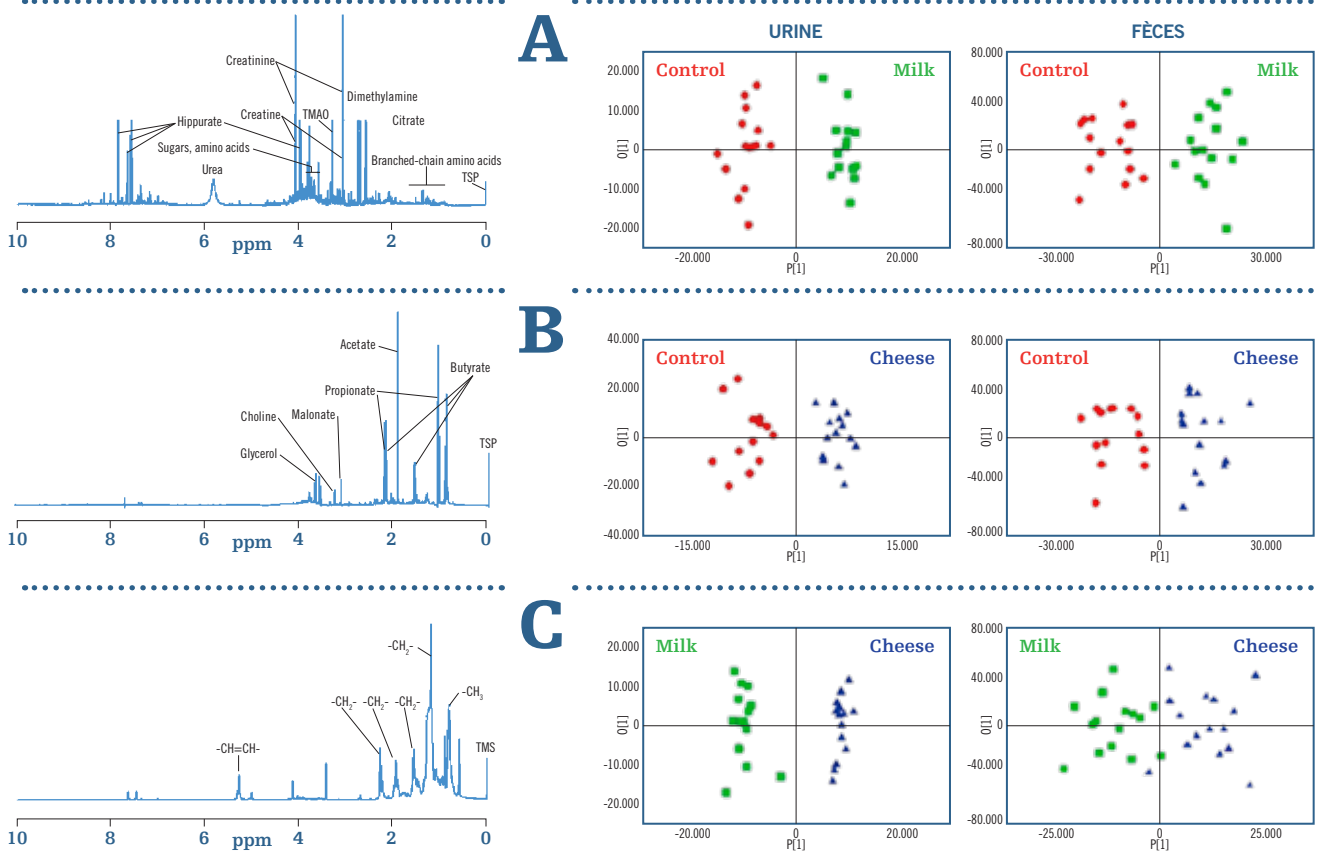 Creatinine
Dimethylamine
Creatine
TMAO
Citrate
Hippurate
Sugars, amino acids
Branched-chain amino acids
Urea
TSP
10 8 6 ppm 4 2 0
A
URINE
Control Milk
20.000
10.000
0
-10.000
-20.000
O[1]
-20.000 0 20.000
P[1]
FÈCES
Control Milk
80.000
40.000
0
-40.000
-80.000
O[1]
-30.000 0 30.000
P[1]
Acetate
Butyrate
Propionate
Choline
Malonate
Glycerol
TSP
10 8 6 ppm 4 2 0
B
Control Cheese
40.000
20.000
0
-20.000
-40.000
O[1]
-15.000 0 15.000
P[1]
Control Cheese
80.000
40.000
0
-40.000
-80.000
O[1]
-30.000 0 30.000
P[1]
-CH2-
-CH3
-CH2- -CH2- -CH2-
-CH=CH-
TMS
10 8 6 ppm 4 2 0
C
Milk Cheese
20.000
10.000
0
-10.000
-20.000
O[1]
-20.000 0 20.000
P[1]
Milk Cheese
80.000
40.000
0
-40.000
-80.000
O[1]
-25.000 0 25.000
P[1]